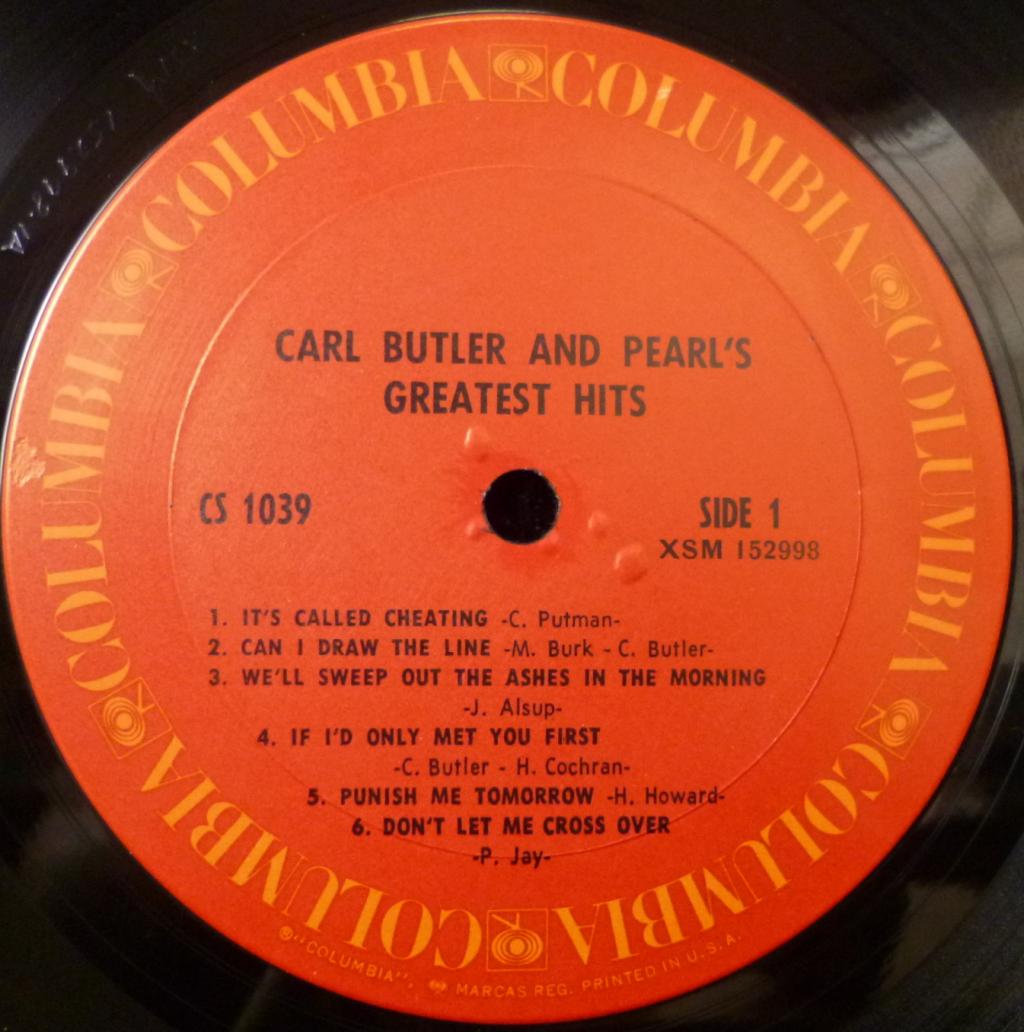 COLUMBIA COLUMBIA COLUMBIA COLUMBIA COLUMBIA COLUMBIA
CARL BUTLER AND PEARL'S
GREATEST HITS
CS 1039
SIDE 1
XSM 152998
1. IT'S CALLED CHEATING -C. Putman-
2. CAN I DRAW THE LINE -M. Burk - C. Butler-
3. WE'LL SWEEP OUT THE ASHES IN THE MORNING
-J. Alsup-
4. IF I'D ONLY MET YOU FIRST
-C. Butler - H. Cochran-
5. PUNISH ME TOMORROW -H. Howard-
6. DON'T LET ME CROSS OVER
-P. Jay-
®"COLUMBIA", MARCAS REG. PRINTED IN U.S.A.